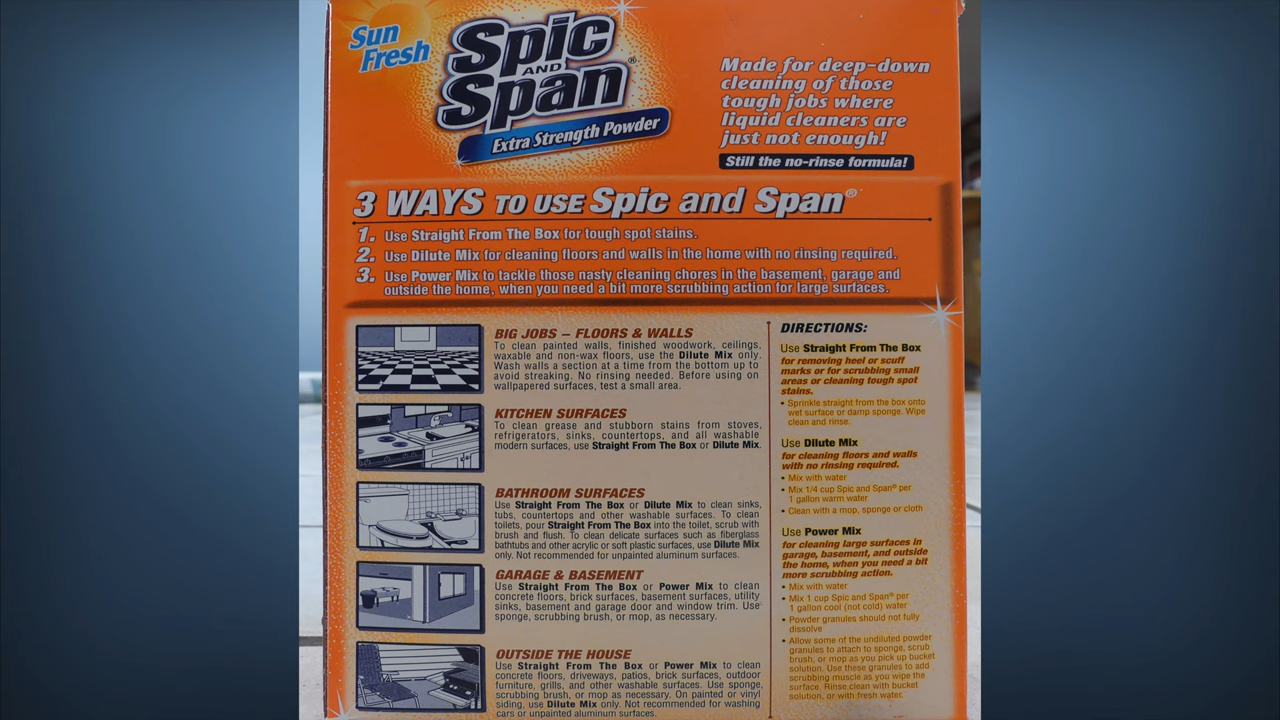 Sun
Fresh
Spic
AND
Span®
Extra Strength Powder
Made for deep-down
cleaning of those
tough jobs where
liquid cleaners are
just not enough!
Still the no-rinse formula!
3 WAYS TO USE Spic and Span®
1. Use Straight From The Box for tough spot stains.
2. Use Dilute Mix for cleaning floors and walls in the home with no rinsing required.
3. Use Power Mix to tackle those nasty cleaning chores in the basement, garage and
outside the home, when you need a bit more scrubbing action for large surfaces.
BIG JOBS – FLOORS & WALLS
To clean painted walls, finished woodwork, ceilings,
waxable and non-wax floors, use the Dilute Mix only.
Wash walls a section at a time from the bottom up to
avoid streaking. No rinsing needed. Before using on
wallpapered surfaces, test a small area.
KITCHEN SURFACES
To clean grease and stubborn stains from stoves,
refrigerators, sinks, countertops, and all washable
modern surfaces, use Straight From The Box or Dilute Mix.
BATHROOM SURFACES
Use Straight From The Box or Dilute Mix to clean sinks,
tubs, countertops and other washable surfaces. To clean
toilets, pour Straight From The Box into the toilet, scrub with
brush and flush. To clean delicate surfaces such as fiberglass
bathtubs and other acrylic or soft plastic surfaces, use Dilute Mix
only. Not recommended for unpainted aluminum surfaces.
GARAGE & BASEMENT
Use Straight From The Box or Power Mix to clean
concrete floors, brick surfaces, basement surfaces, utility
sinks, basement and garage door and window trim. Use
sponge, scrubbing brush, or mop, as necessary.
OUTSIDE THE HOUSE
Use Straight From The Box or Power Mix to clean
concrete floors, driveways, patios, brick surfaces, outdoor
furniture, grills, and other washable surfaces. Use sponge,
scrubbing brush, or mop as necessary. On painted or vinyl
siding, use Dilute Mix only. Not recommended for washing
cars or unpainted aluminum surfaces.
DIRECTIONS:
Use Straight From The Box
for removing heel or scuff
marks or for scrubbing small
areas or cleaning tough spot
stains.
• Sprinkle straight from the box onto
wet surface or damp sponge. Wipe
clean and rinse.
Use Dilute Mix
for cleaning floors and walls
with no rinsing required.
• Mix with water
• Mix 1/4 cup Spic and Span® per
1 gallon warm water
• Clean with a mop, sponge or cloth
Use Power Mix
for cleaning large surfaces in
garage, basement, and outside
the home, when you need a bit
more scrubbing action.
• Mix with water
• Mix 1 cup Spic and Span® per
1 gallon cool (not cold) water
• Powder granules should not fully
dissolve
• Allow some of the undiluted powder
granules to attach to sponge, scrub
brush, or mop as you pick up bucket
solution. Use these granules to add
scrubbing muscle as you wipe the
surface. Rinse clean with bucket
solution, or with fresh water.